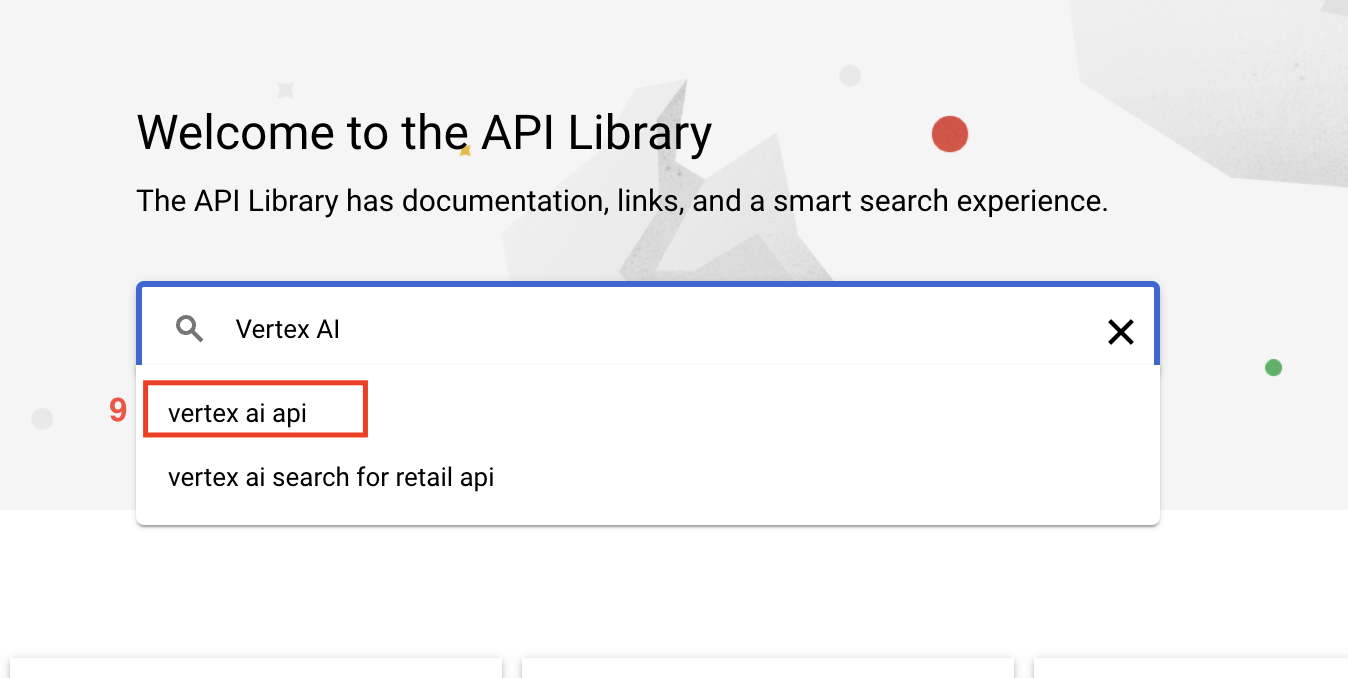 Welcome to the API Library
The API Library has documentation, links, and a smart search experience.
Vertex AI
9
vertex ai api
vertex ai search for retail api